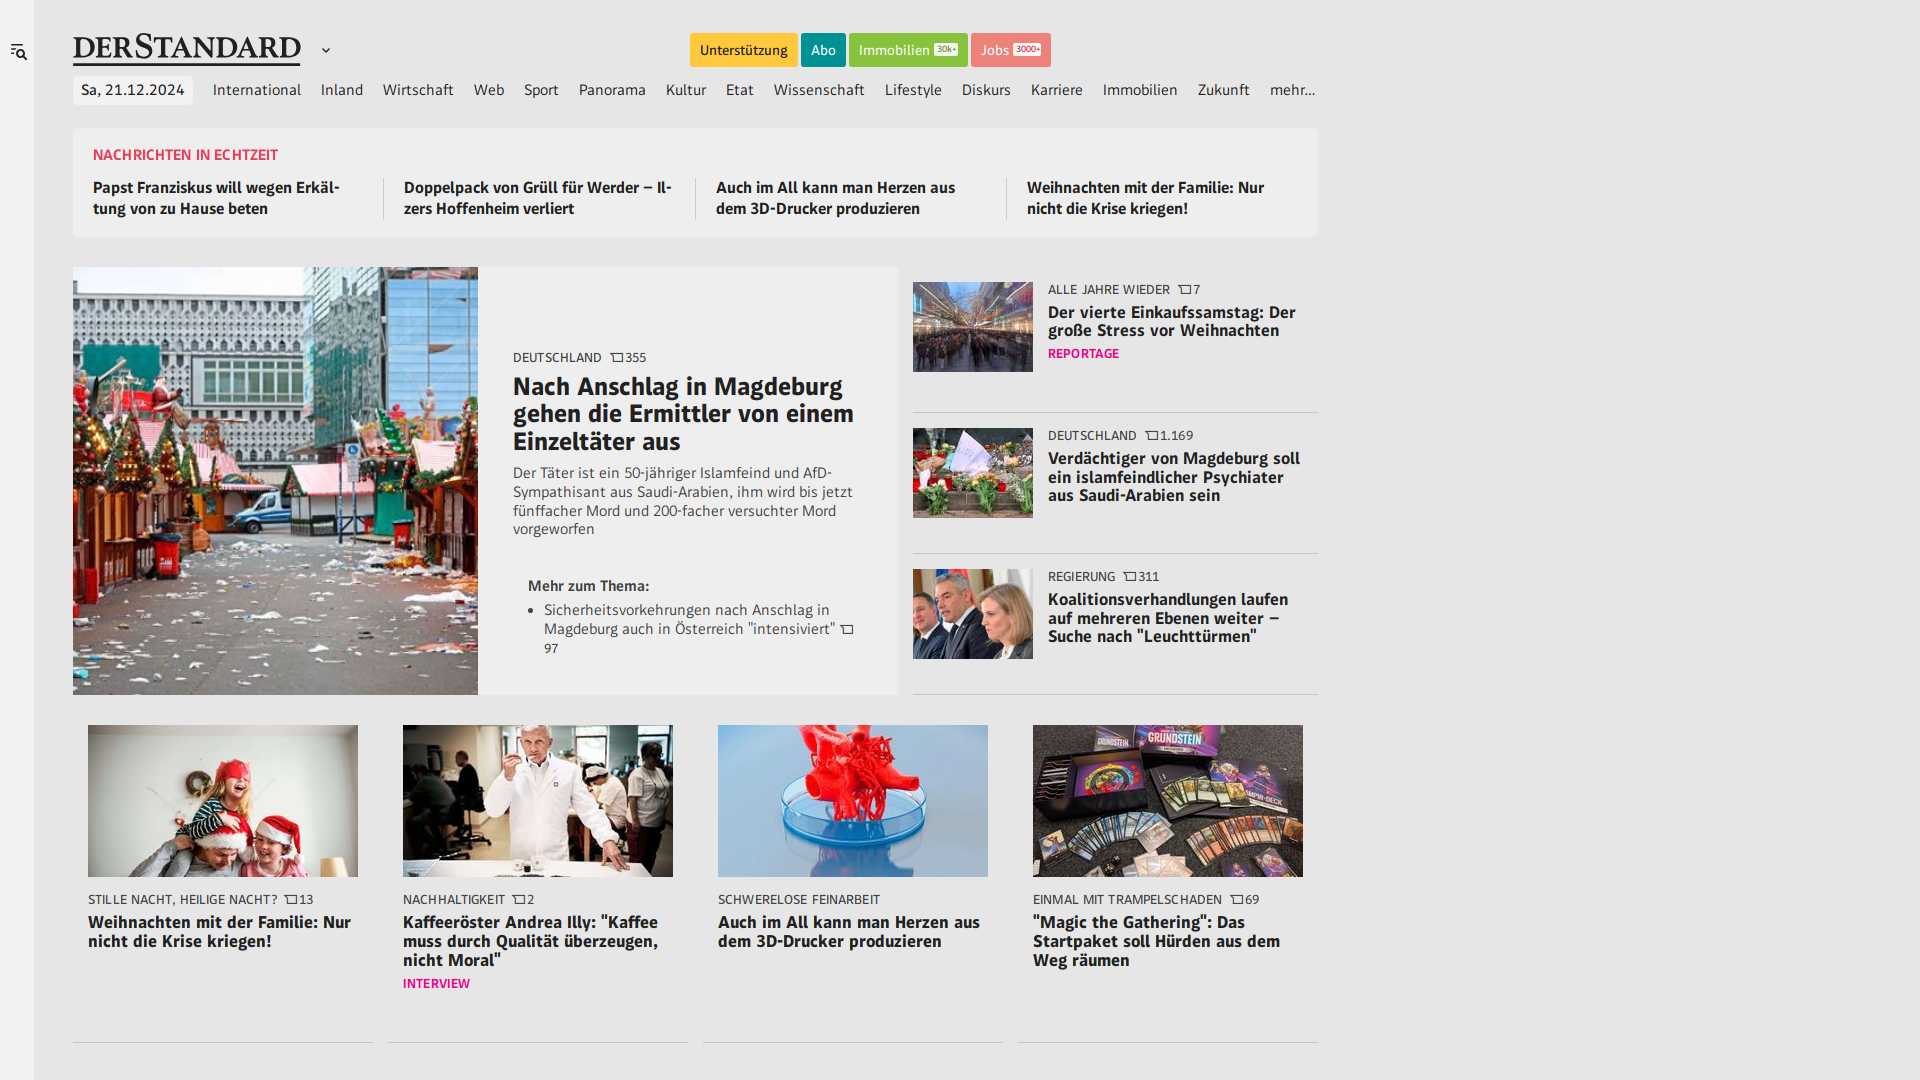 DERSTANDARD
Unterstützung
Abo
Immobilien 30k+
Jobs 3000+
Sa, 21.12.2024
International
Inland
Wirtschaft
Web
Sport
Panorama
Kultur
Etat
Wissenschaft
Lifestyle
Diskurs
Karriere
Immobilien
Zukunft
mehr...
NACHRICHTEN IN ECHTZEIT
Papst Franziskus will wegen Erkäl-
tung von zu Hause beten
Doppelpack von Grüll für Werder – Il-
zers Hoffenheim verliert
Auch im All kann man Herzen aus
dem 3D-Drucker produzieren
Weihnachten mit der Familie: Nur
nicht die Krise kriegen!
DEUTSCHLAND 355
Nach Anschlag in Magdeburg
gehen die Ermittler von einem
Einzeltäter aus
Der Täter ist ein 50-jähriger Islamfeind und AfD-
Sympathisant aus Saudi-Arabien, ihm wird bis jetzt
fünffacher Mord und 200-facher versuchter Mord
vorgeworfen
Mehr zum Thema:
Sicherheitsvorkehrungen nach Anschlag in
Magdeburg auch in Österreich "intensiviert"
97
ALLE JAHRE WIEDER 7
Der vierte Einkaufssamstag: Der
große Stress vor Weihnachten
REPORTAGE
DEUTSCHLAND 1.169
Verdächtiger von Magdeburg soll
ein islamfeindlicher Psychiater
aus Saudi-Arabien sein
REGIERUNG 311
Koalitionsverhandlungen laufen
auf mehreren Ebenen weiter –
Suche nach "Leuchttürmen"
STILLE NACHT, HEILIGE NACHT? 13
Weihnachten mit der Familie: Nur
nicht die Krise kriegen!
NACHHALTIGKEIT 2
Kaffeeröster Andrea Illy: "Kaffee
muss durch Qualität überzeugen,
nicht Moral"
INTERVIEW
SCHWERELOSE FEINARBEIT
Auch im All kann man Herzen aus
dem 3D-Drucker produzieren
GRUNDSTEIN
GRUNDSTEIN
EINMAL MIT TRAMPELSCHADEN 69
"Magic the Gathering": Das
Startpaket soll Hürden aus dem
Weg räumen